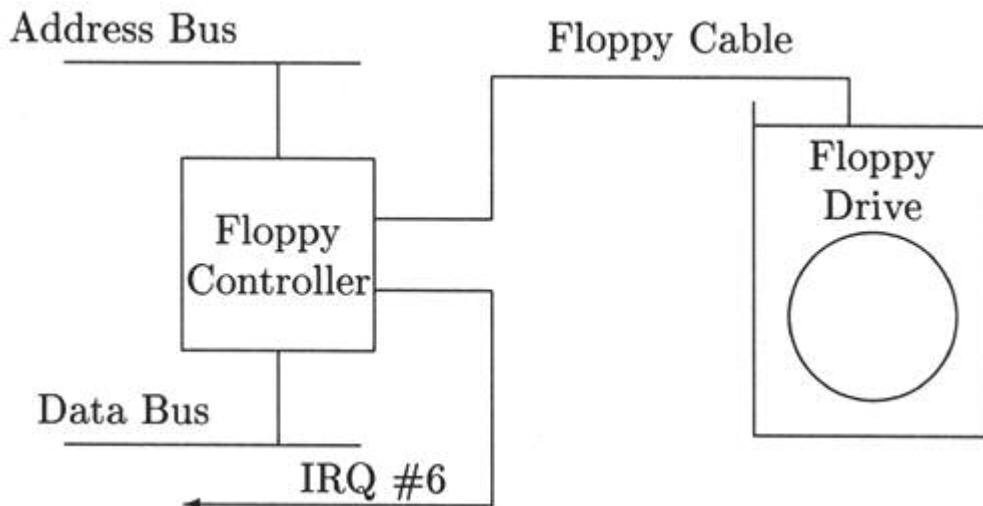 Address Bus
Floppy Cable
Floppy
Drive
Floppy
Controller
Data Bus
IRQ #6